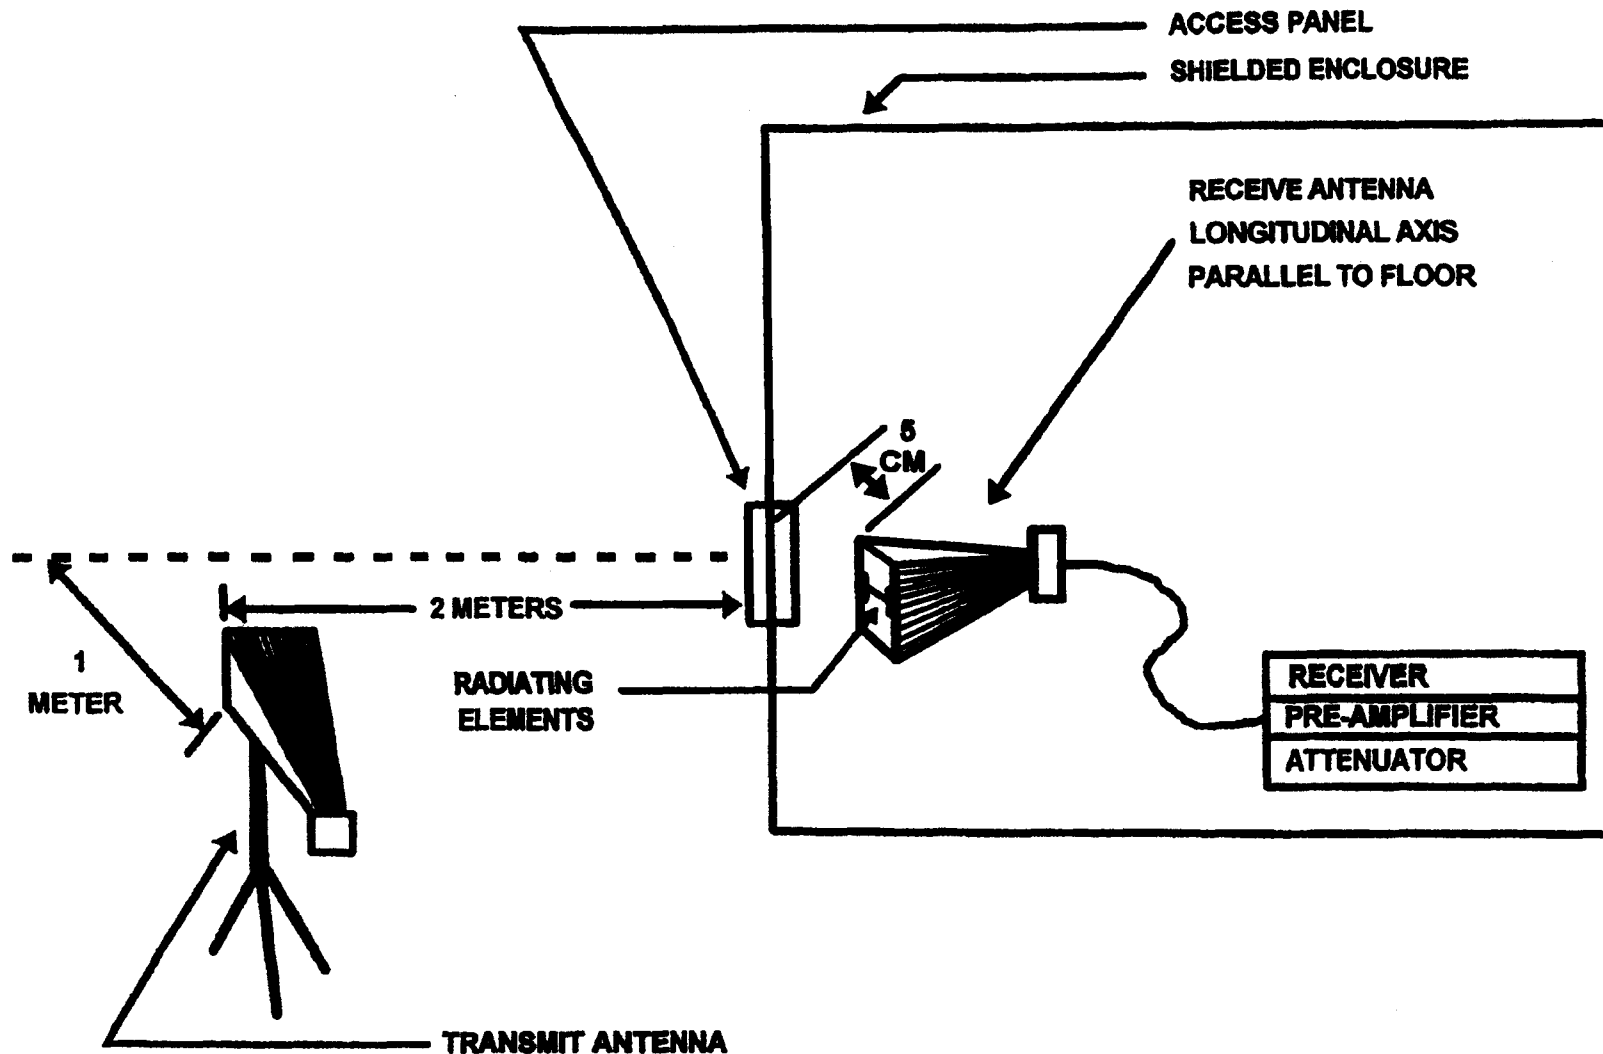 ACCESS PANEL
SHIELDED ENCLOSURE
RECEIVE ANTENNA
LONGITUDINAL AXIS
PARALLEL TO FLOOR
5
CM
2 METERS
1
METER
RADIATING
ELEMENTS
RECEIVER
PRE-AMPLIFIER
ATTENUATOR
TRANSMIT ANTENNA